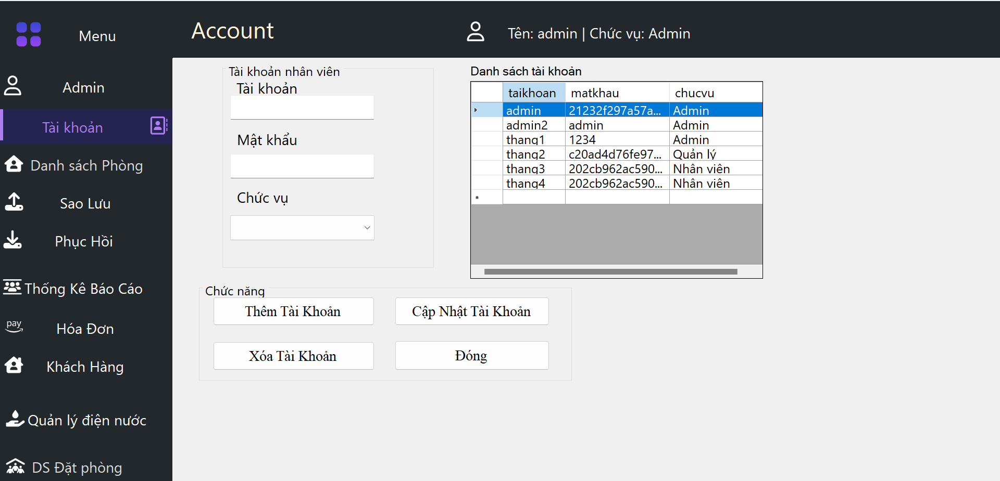 Menu
Account
Tên: admin | Chức vụ: Admin
Admin
Tài khoản
Danh sách Phòng
Sao Lưu
Phục Hồi
Thống Kê Báo Cáo
pay
Hóa Đơn
Khách Hàng
Quản lý điện nước
DS Đặt phòng
Tài khoản nhân viên
Tài khoản
Mật khẩu
Chức vụ
Danh sách tài khoản
taikhoan matkhau chucvu
admin 21232f297a57a... Admin
admin2 admin Admin
thang1 1234 Admin
thang2 c20ad4d76fe97... Quản lý
thang3 202cb962ac590... Nhân viên
thang4 202cb962ac590... Nhân viên
Chức năng
Thêm Tài Khoản
Cập Nhật Tài Khoản
Xóa Tài Khoản
Đóng